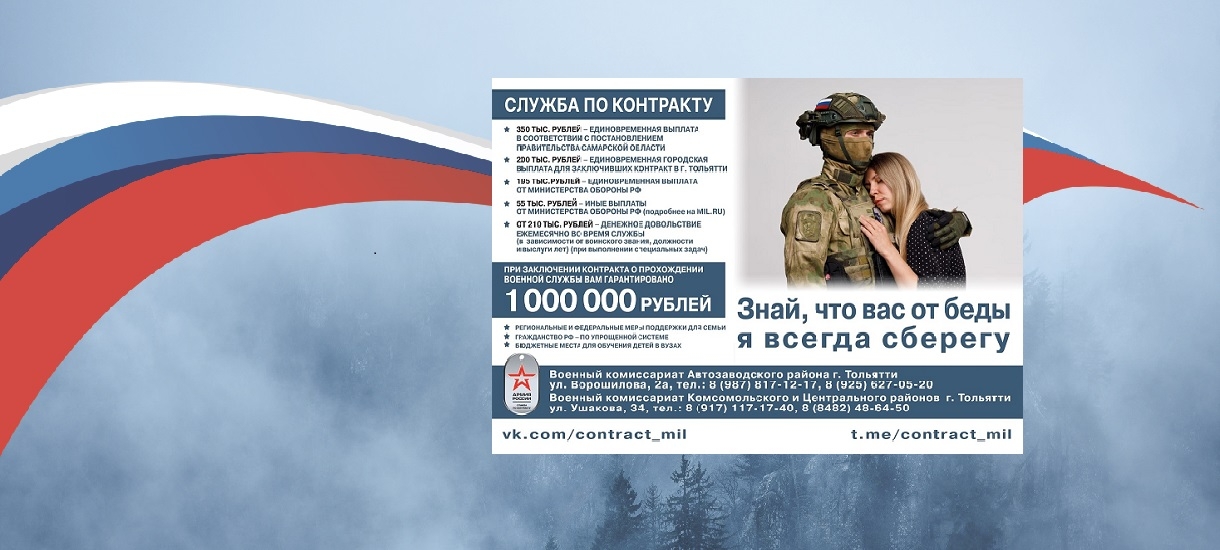 СЛУЖБА ПО КОНТРАКТУ
350 ТЫС. РУБЛЕЙ – ЕДИНОВРЕМЕННАЯ ВЫПЛАТА
В СООТВЕТСТВИИ С ПОСТАНОВЛЕНИЕМ
ПРАВИТЕЛЬСТВА САМАРСКОЙ ОБЛАСТИ
200 ТЫС. РУБЛЕЙ – ЕДИНОВРЕМЕННАЯ ГОРОДСКАЯ
ВЫПЛАТА ДЛЯ ЗАКЛЮЧИВШИХ КОНТРАКТ В Г. ТОЛЬЯТТИ
195 ТЫС.РУБЛЕЙ – ЕДИНОВРЕМЕННАЯ ВЫПЛАТА
ОТ МИНИСТЕРСТВА ОБОРОНЫ РФ
55 ТЫС. РУБЛЕЙ – ИНЫЕ ВЫПЛАТЫ
ОТ МИНИСТЕРСТВА ОБОРОНЫ РФ (подробнее на MIL.RU)
ОТ 210 ТЫС. РУБЛЕЙ – ДЕНЕЖНОЕ ДОВОЛЬСТВИЕ
ЕЖЕМЕСЯЧНО ВО ВРЕМЯ СЛУЖБЫ
(в зависимости от воинского звания, должности
и выслуги лет) (при выполнении специальных задач)
ПРИ ЗАКЛЮЧЕНИИ КОНТРАКТА О ПРОХОЖДЕНИИ
ВОЕННОЙ СЛУЖБЫ ВАМ ГАРАНТИРОВАНО
1 000 000 РУБЛЕЙ
РЕГИОНАЛЬНЫЕ И ФЕДЕРАЛЬНЫЕ МЕРЫ ПОДДЕРЖКИ ДЛЯ СЕМЬИ
ГРАЖДАНСТВО РФ – ПО УПРОЩЕННОЙ СИСТЕМЕ
БЮДЖЕТНЫЕ МЕСТА ДЛЯ ОБУЧЕНИЯ ДЕТЕЙ В ВУЗАХ
Знай, что вас от беды
я всегда сберегу
АРМИЯ
РОССИИ
Военный комиссариат Автозаводского района г. Тольятти
ул. Ворошилова, 2а, тел.: 8 (987) 817-12-17, 8 (925) 627-05-20
Военный комиссариат Комсомольского и Центрального районов г. Тольятти
ул. Ушакова, 34, тел.: 8 (917) 117-17-40, 8 (8482) 48-64-50
vk.com/contract_mil
t.me/contract_mil